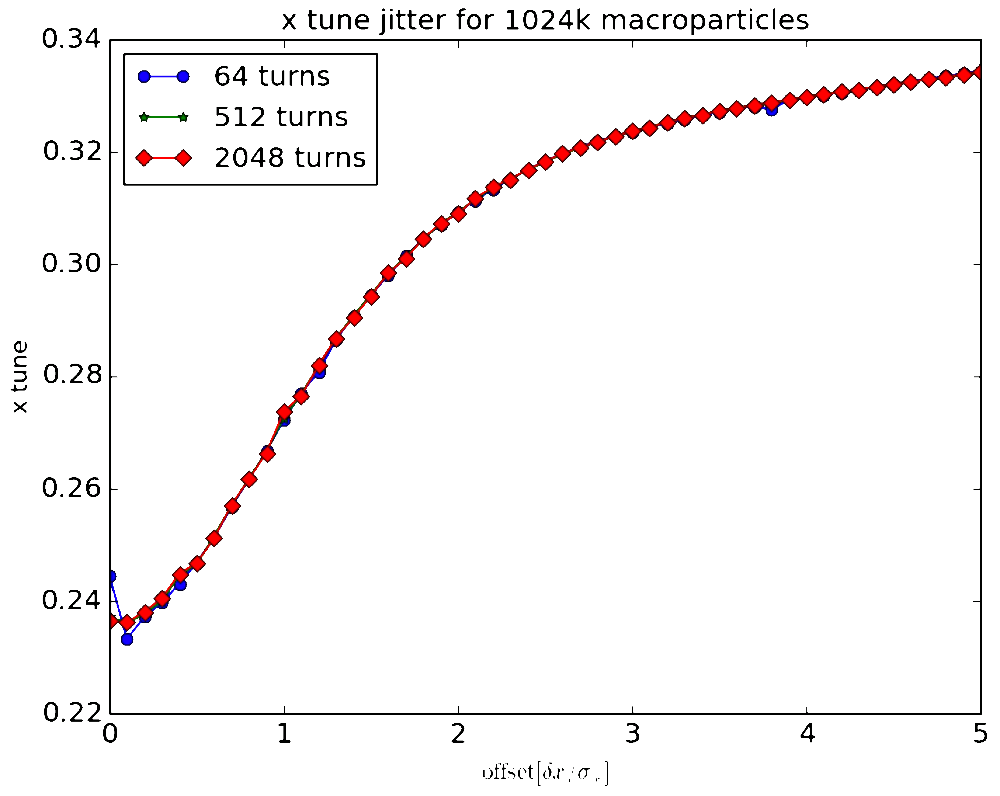 x tune jitter for 1024k macroparticles
0.34
64 turns
512 turns
2048 turns
0.32
0.30
x tune
0.28
0.26
0.24
0.22
0 1 2 3 4 5
offset[δx/σ